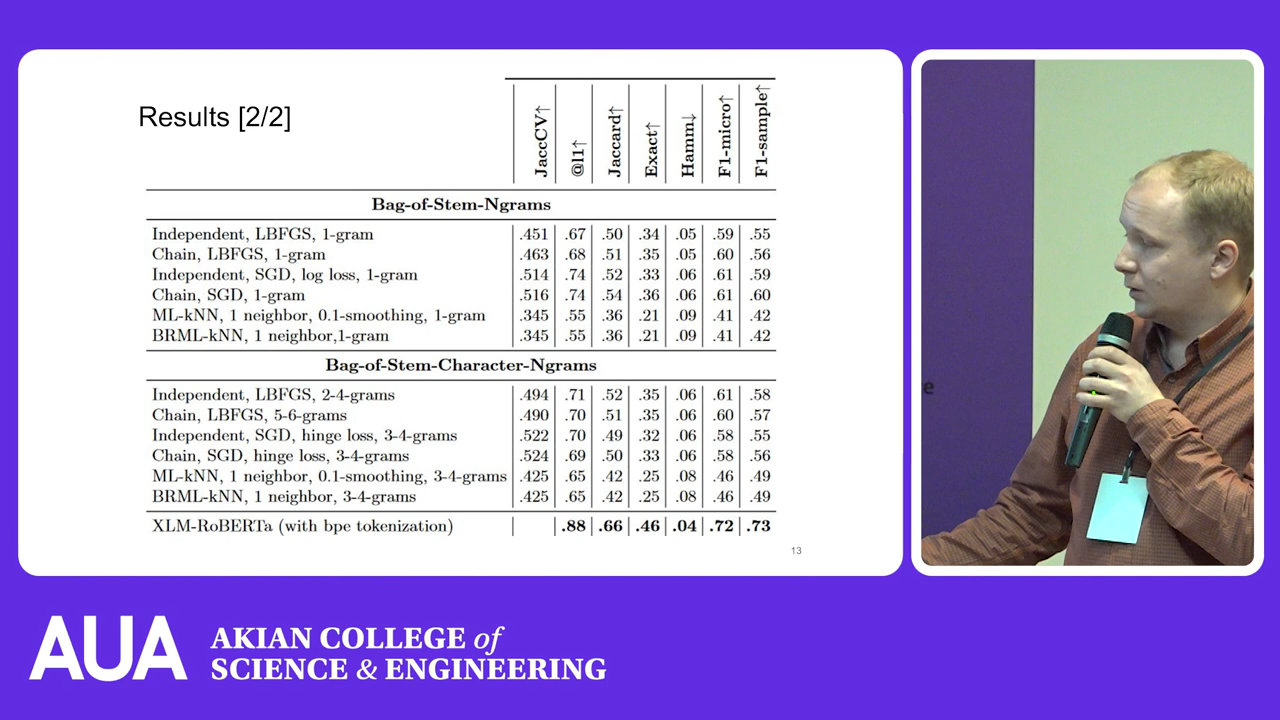 Results [2/2]
JaccCV↑ @l1↑ Jaccard↑ Exact↑ Hamm↓ F1-micro↑ F1-sample↑
Bag-of-Stem-Ngrams
Independent, LBFGS, 1-gram .451 .67 .50 .34 .05 .59 .55
Chain, LBFGS, 1-gram .463 .68 .51 .35 .05 .60 .56
Independent, SGD, log loss, 1-gram .514 .74 .52 .33 .06 .61 .59
Chain, SGD, 1-gram .516 .74 .54 .36 .06 .61 .60
ML-kNN, 1 neighbor, 0.1-smoothing, 1-gram .345 .55 .36 .21 .09 .41 .42
BRML-kNN, 1 neighbor,1-gram .345 .55 .36 .21 .09 .41 .42
Bag-of-Stem-Character-Ngrams
Independent, LBFGS, 2-4-grams .494 .71 .52 .35 .06 .61 .58
Chain, LBFGS, 5-6-grams .490 .70 .51 .35 .06 .60 .57
Independent, SGD, hinge loss, 3-4-grams .522 .70 .49 .32 .06 .58 .55
Chain, SGD, hinge loss, 3-4-grams .524 .69 .50 .33 .06 .58 .56
ML-kNN, 1 neighbor, 0.1-smoothing, 3-4-grams .425 .65 .42 .25 .08 .46 .49
BRML-kNN, 1 neighbor, 3-4-grams .425 .65 .42 .25 .08 .46 .49
XLM-RoBERTa (with bpe tokenization) .88 .66 .46 .04 .72 .73
13
AUA AKIAN COLLEGE of
SCIENCE & ENGINEERING